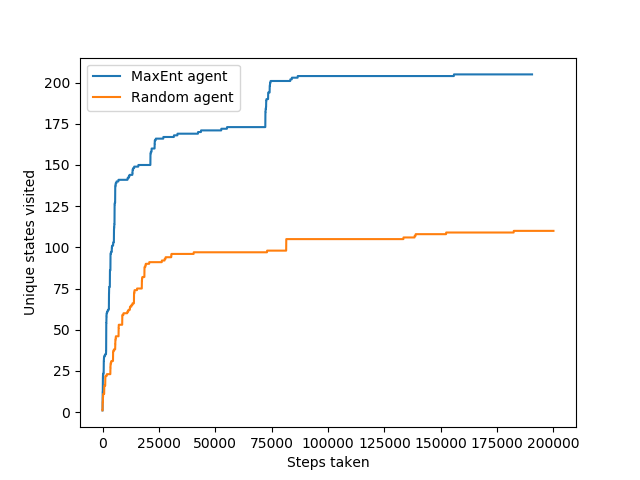 MaxEnt agent
Random agent
200
175
150
125
100
75
50
25
0
Unique states visited
0 25000 50000 75000 100000 125000 150000 175000 200000
Steps taken